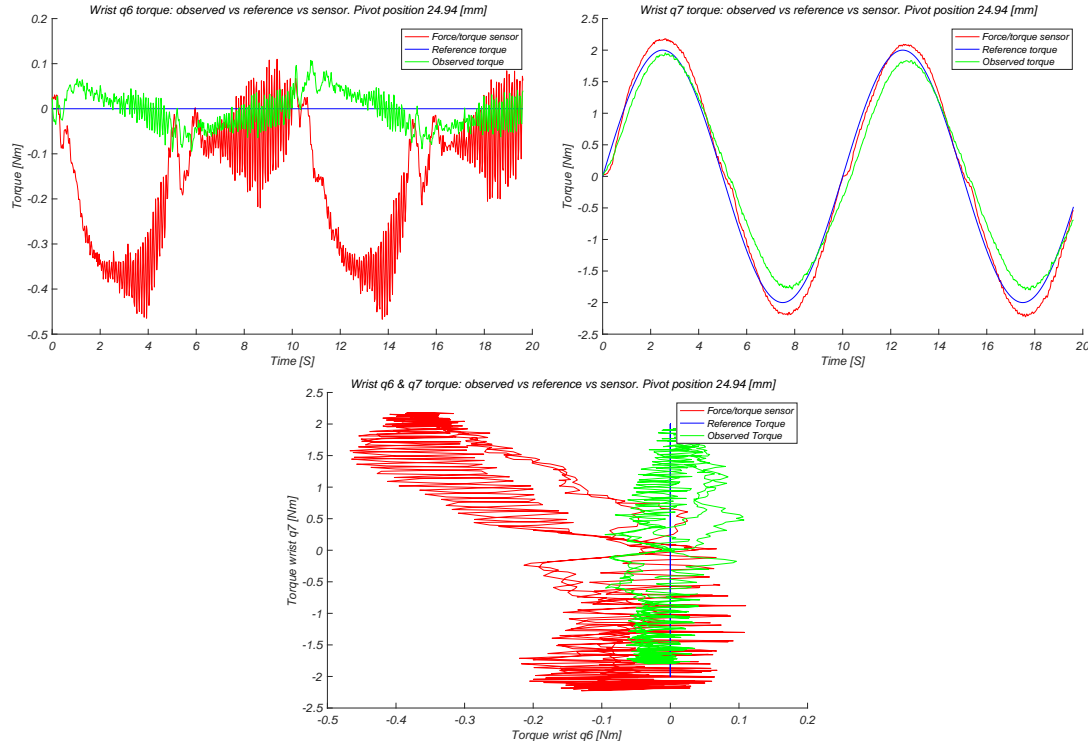 Wrist q6 torque: observed vs reference vs sensor. Pivot position 24.94 [mm]
Force/torque sensor
Reference torque
Observed torque
0.2
0.1
0
-0.1
-0.2
-0.3
-0.4
-0.5
Torque [Nm]
0 2 4 6 8 10 12 14 16 18 20
Time [S]
Wrist q7 torque: observed vs reference vs sensor. Pivot position 24.94 [mm]
Force/torque sensor
Reference torque
Observed torque
2.5
2
1.5
1
0.5
0
-0.5
-1
-1.5
-2
-2.5
Torque [Nm]
0 2 4 6 8 10 12 14 16 18 20
Time [S]
Wrist q6 & q7 torque: observed vs reference vs sensor. Pivot position 24.94 [mm]
Force/torque sensor
Reference Torque
Observed Torque
2.5
2
1.5
1
0.5
0
-0.5
-1
-1.5
-2
-2.5
Torque wrist q7 [Nm]
-0.5 -0.4 -0.3 -0.2 -0.1 0 0.1 0.2
Torque wrist q6 [Nm]